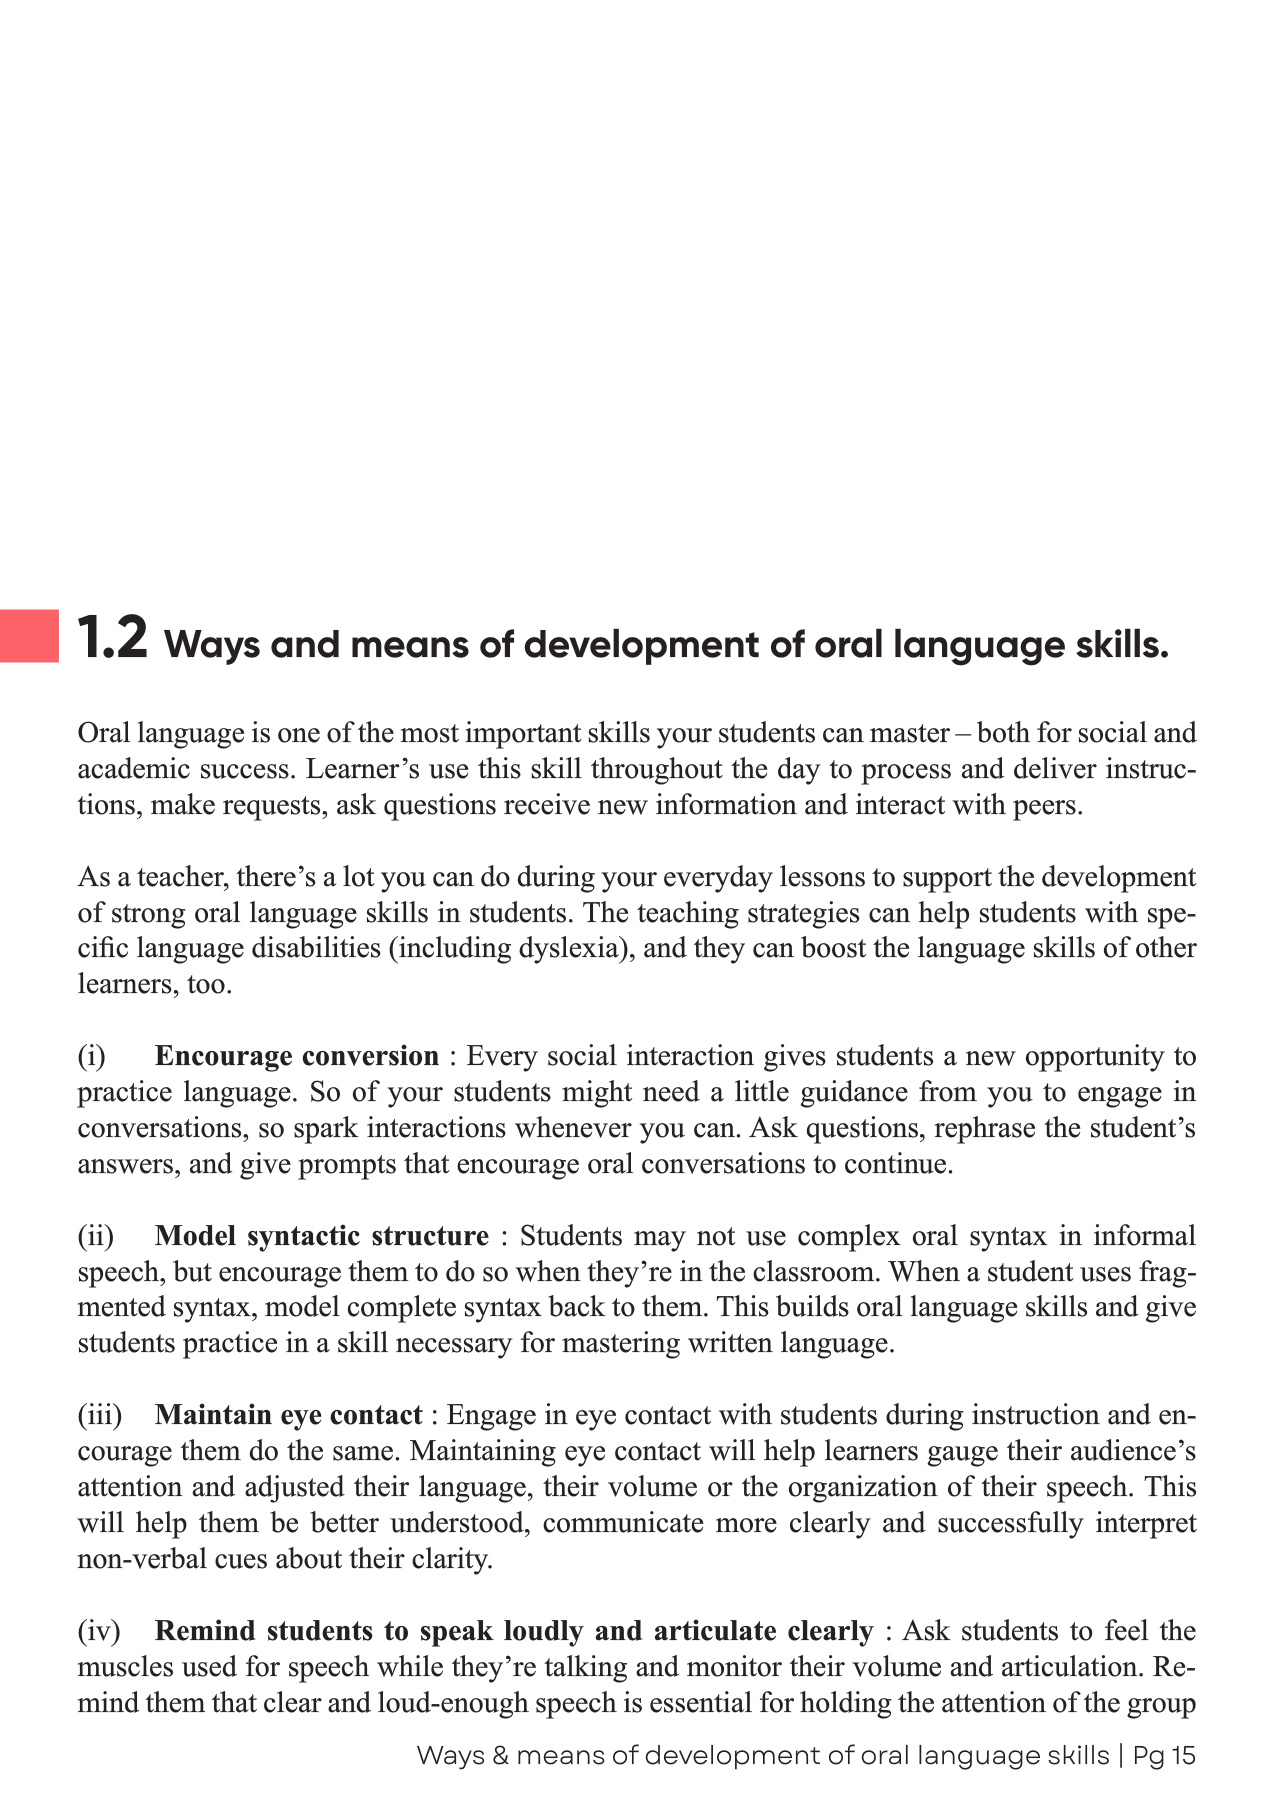 1.2 Ways and means of development of oral language skills.
Oral language is one of the most important skills your students can master – both for social and
academic success. Learner’s use this skill throughout the day to process and deliver instruc-
tions, make requests, ask questions receive new information and interact with peers.
As a teacher, there’s a lot you can do during your everyday lessons to support the development
of strong oral language skills in students. The teaching strategies can help students with spe-
cific language disabilities (including dyslexia), and they can boost the language skills of other
learners, too.
(i) Encourage conversion : Every social interaction gives students a new opportunity to
practice language. So of your students might need a little guidance from you to engage in
conversations, so spark interactions whenever you can. Ask questions, rephrase the student’s
answers, and give prompts that encourage oral conversations to continue.
(ii) Model syntactic structure : Students may not use complex oral syntax in informal
speech, but encourage them to do so when they’re in the classroom. When a student uses frag-
mented syntax, model complete syntax back to them. This builds oral language skills and give
students practice in a skill necessary for mastering written language.
(iii) Maintain eye contact : Engage in eye contact with students during instruction and en-
courage them do the same. Maintaining eye contact will help learners gauge their audience’s
attention and adjusted their language, their volume or the organization of their speech. This
will help them be better understood, communicate more clearly and successfully interpret
non-verbal cues about their clarity.
(iv) Remind students to speak loudly and articulate clearly : Ask students to feel the
muscles used for speech while they’re talking and monitor their volume and articulation. Re-
mind them that clear and loud-enough speech is essential for holding the attention of the group
Ways & means of development of oral language skills | Pg 15